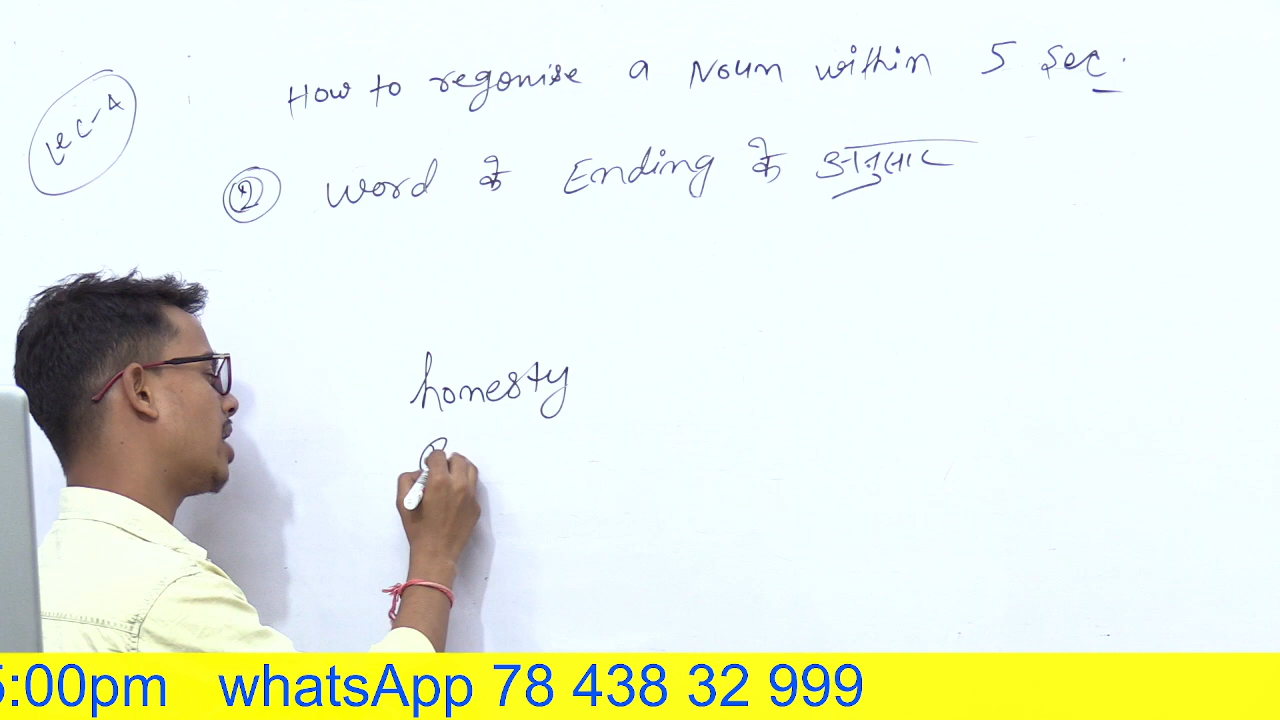 Lec-4
How to regonise a Noun within 5 Sec.
(2) Word के Ending के अनुसार
honesty
5:00pm whatsApp 78 438 32 999